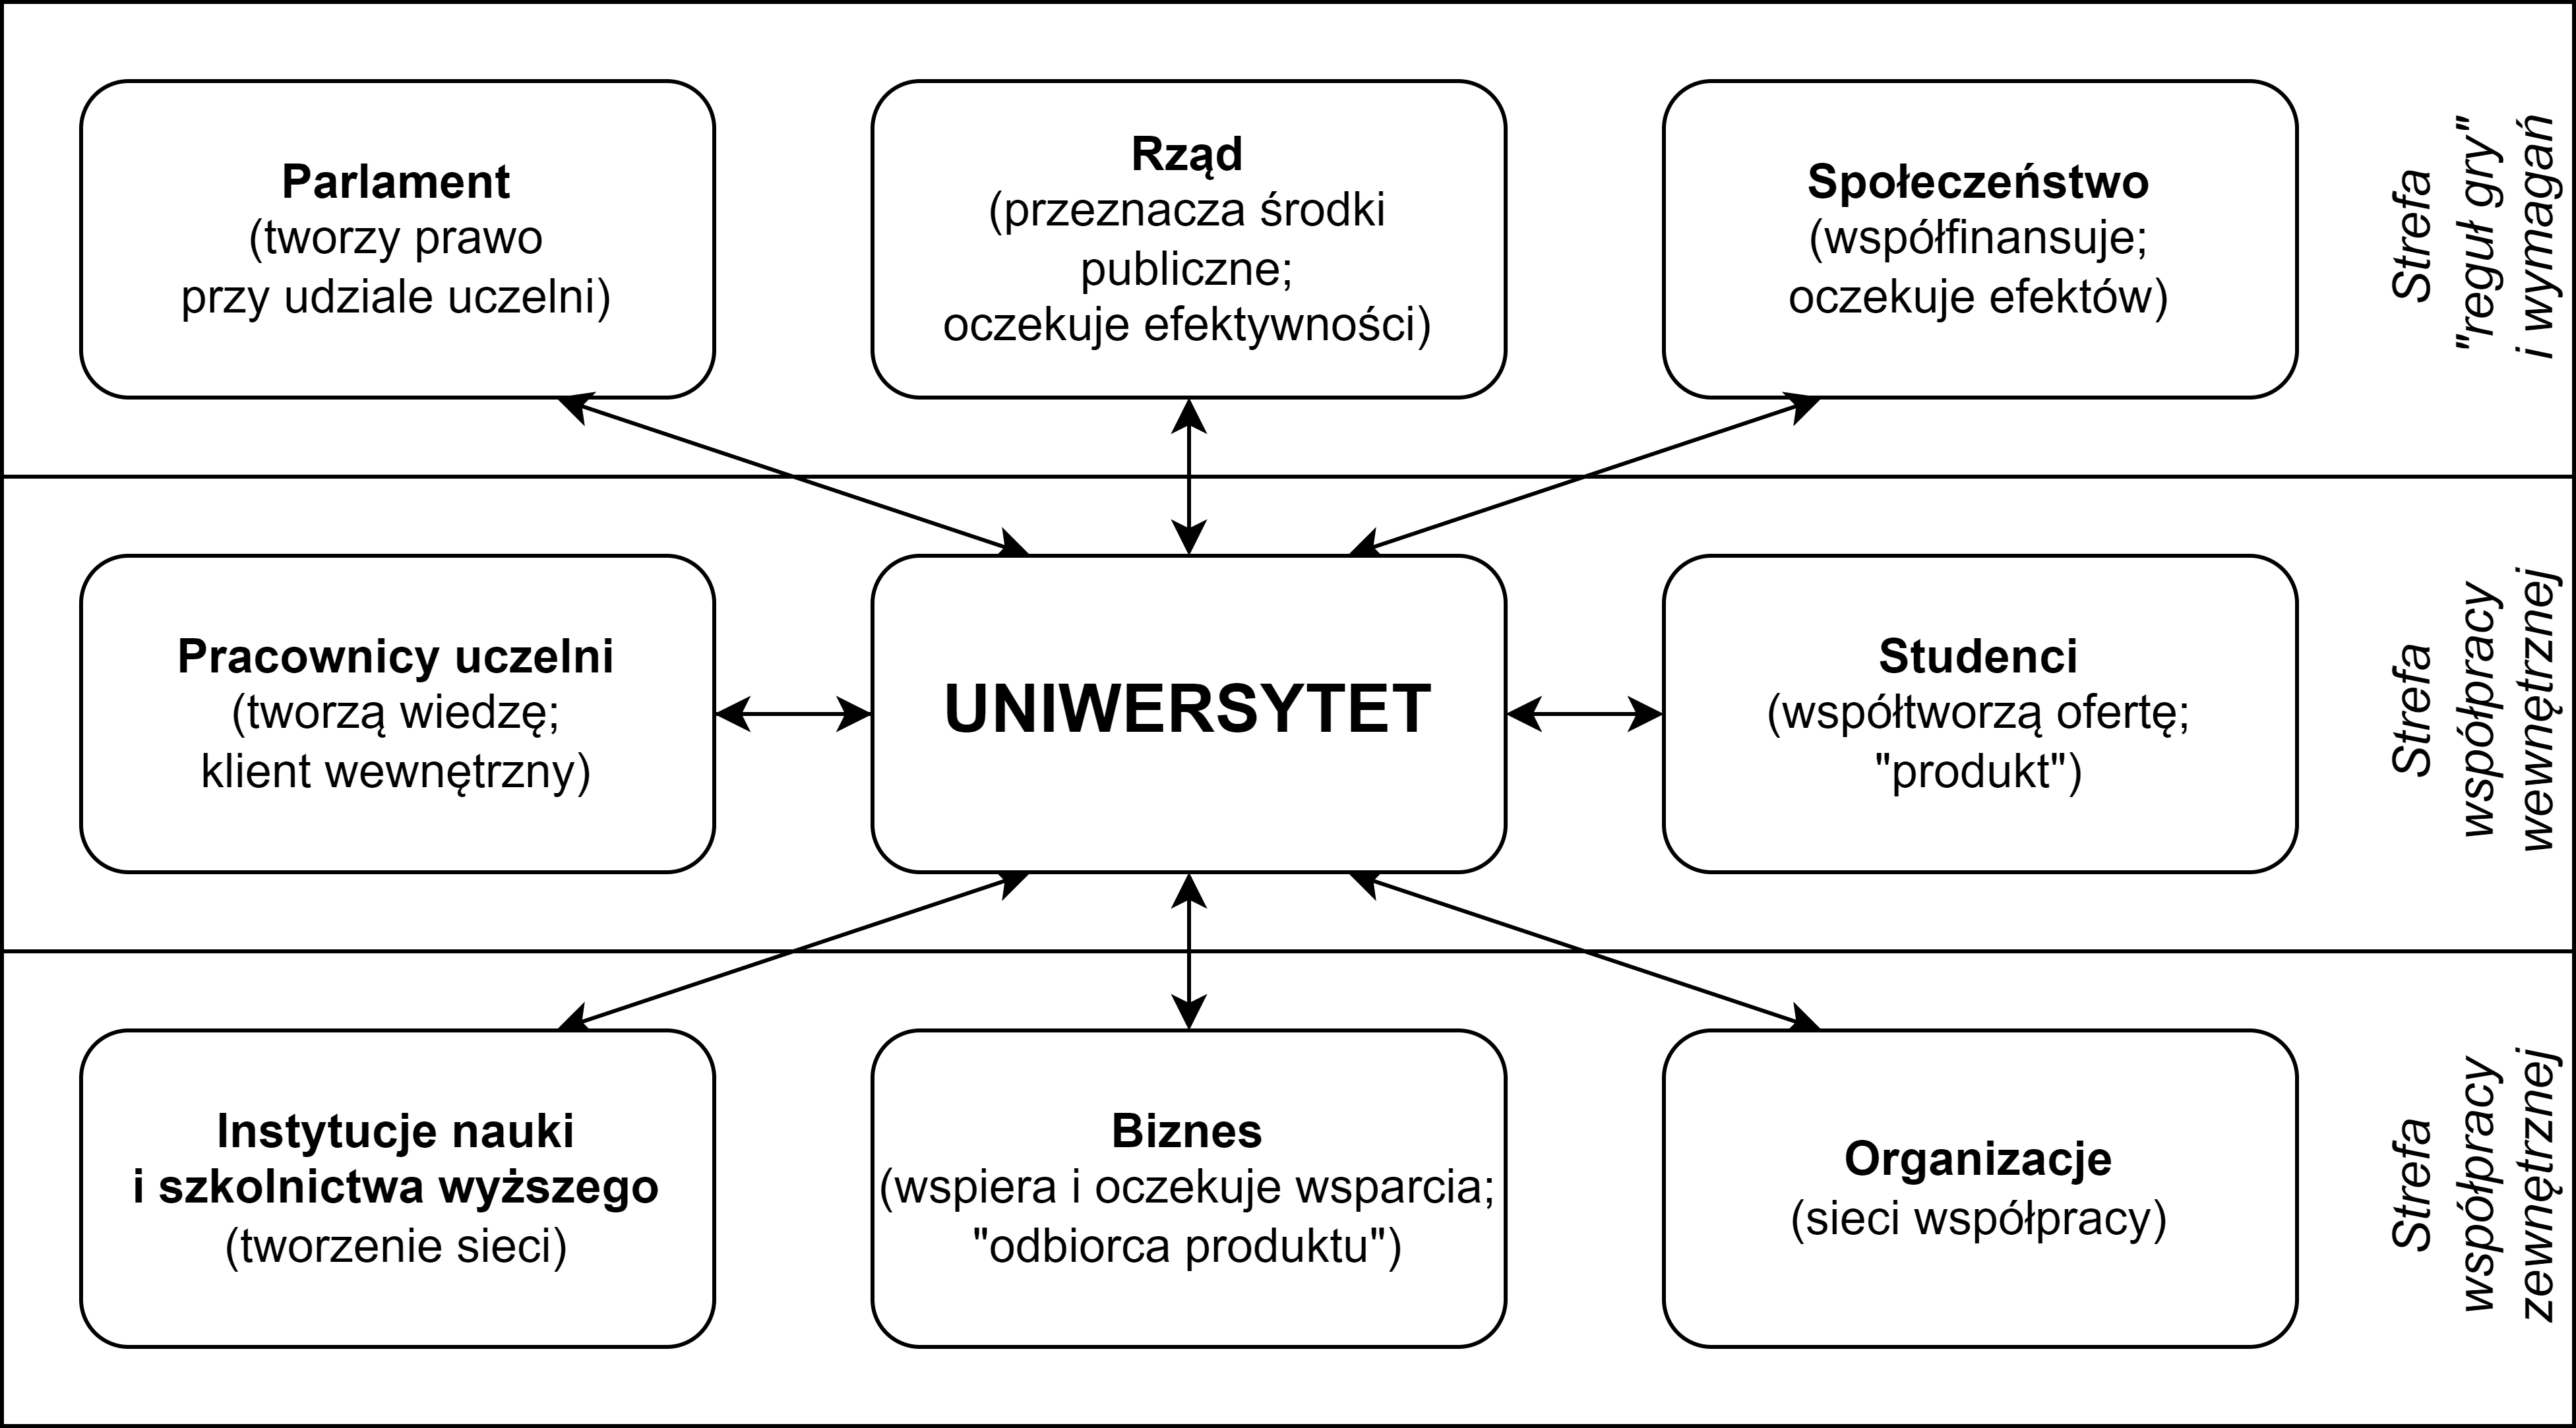 Parlament
(tworzy prawo
przy udziale uczelni)
Rząd
(przeznacza środki
publiczne;
oczekuje efektywności)
Społeczeństwo
(współfinansuje;
oczekuje efektów)
Strefa
"reguł gry"
i wymagań
Pracownicy uczelni
(tworzą wiedzę;
klient wewnętrzny)
UNIWERSYTET
Studenci
(współtworzą ofertę;
"produkt")
Strefa
współpracy
wewnętrznej
Instytucje nauki
i szkolnictwa wyższego
(tworzenie sieci)
Biznes
(wspiera i oczekuje wsparcia;
"odbiorca produktu")
Organizacje
(sieci współpracy)
Strefa
współpracy
zewnętrznej